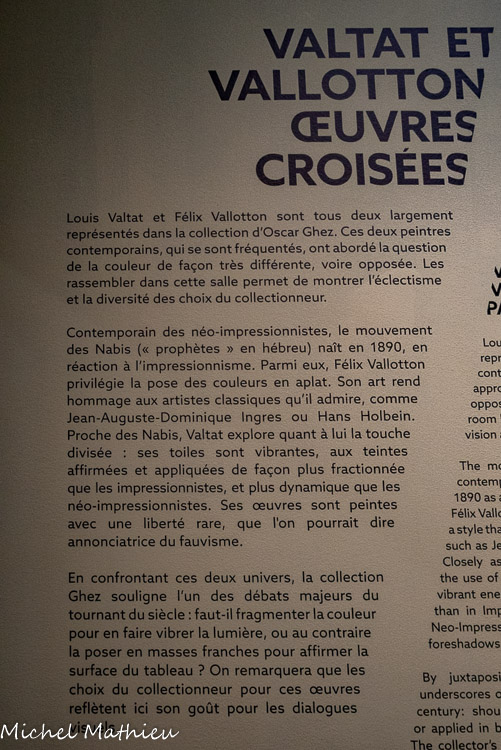 VALTAT ET
VALLOTTON
ŒUVRES
CROISÉES
Louis Valtat et Félix Vallotton sont tous deux largement
représentés dans la collection d'Oscar Ghez. Ces deux peintres
contemporains, qui se sont fréquentés, ont abordé la question
de la couleur de façon très différente, voire opposée. Les
rassembler dans cette salle permet de montrer l'éclectisme
et la diversité des choix du collectionneur.
Contemporain des néo-impressionnistes, le mouvement
des Nabis (« prophètes » en hébreu) naît en 1890, en
réaction à l'impressionnisme. Parmi eux, Félix Vallotton
privilégie la pose des couleurs en aplat. Son art rend
hommage aux artistes classiques qu'il admire, comme
Jean-Auguste-Dominique Ingres ou Hans Holbein.
Proche des Nabis, Valtat explore quant à lui la touche
divisée : ses toiles sont vibrantes, aux teintes
affirmées et appliquées de façon plus fractionnée
que les impressionnistes, et plus dynamique que les
néo-impressionnistes. Ses œuvres sont peintes
avec une liberté rare, que l'on pourrait dire
annonciatrice du fauvisme.
En confrontant ces deux univers, la collection
Ghez souligne l'un des débats majeurs du
tournant du siècle : faut-il fragmenter la couleur
pour en faire vibrer la lumière, ou au contraire
la poser en masses franches pour affirmer la
surface du tableau ? On remarquera que les
choix du collectionneur pour ces œuvres
reflètent ici son goût pour les dialogues
visuels.
V
V
PA
Lou
repr
cont
appro
oppos
room
vision
The mo
contemp
1890 as
Félix Vallo
a style tha
such as Je
Closely as
the use of
vibrant ene
than in Imp
Neo-Impress
foreshadows
By juxtaposi
underscores o
century: shou
or applied in b
The collector's
Michel Mathieu